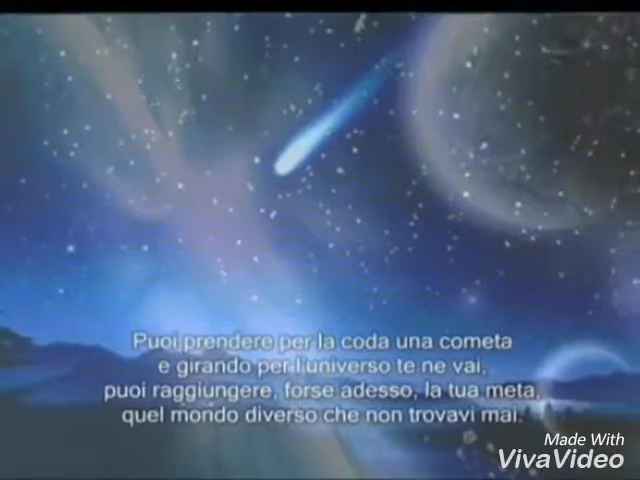 Puoi prendere per la coda una cometa
e girando per l'universo te ne vai,
puoi raggiungere, forse adesso, la tua meta,
quel mondo diverso che non trovavi mai.
Made With
VivaVideo